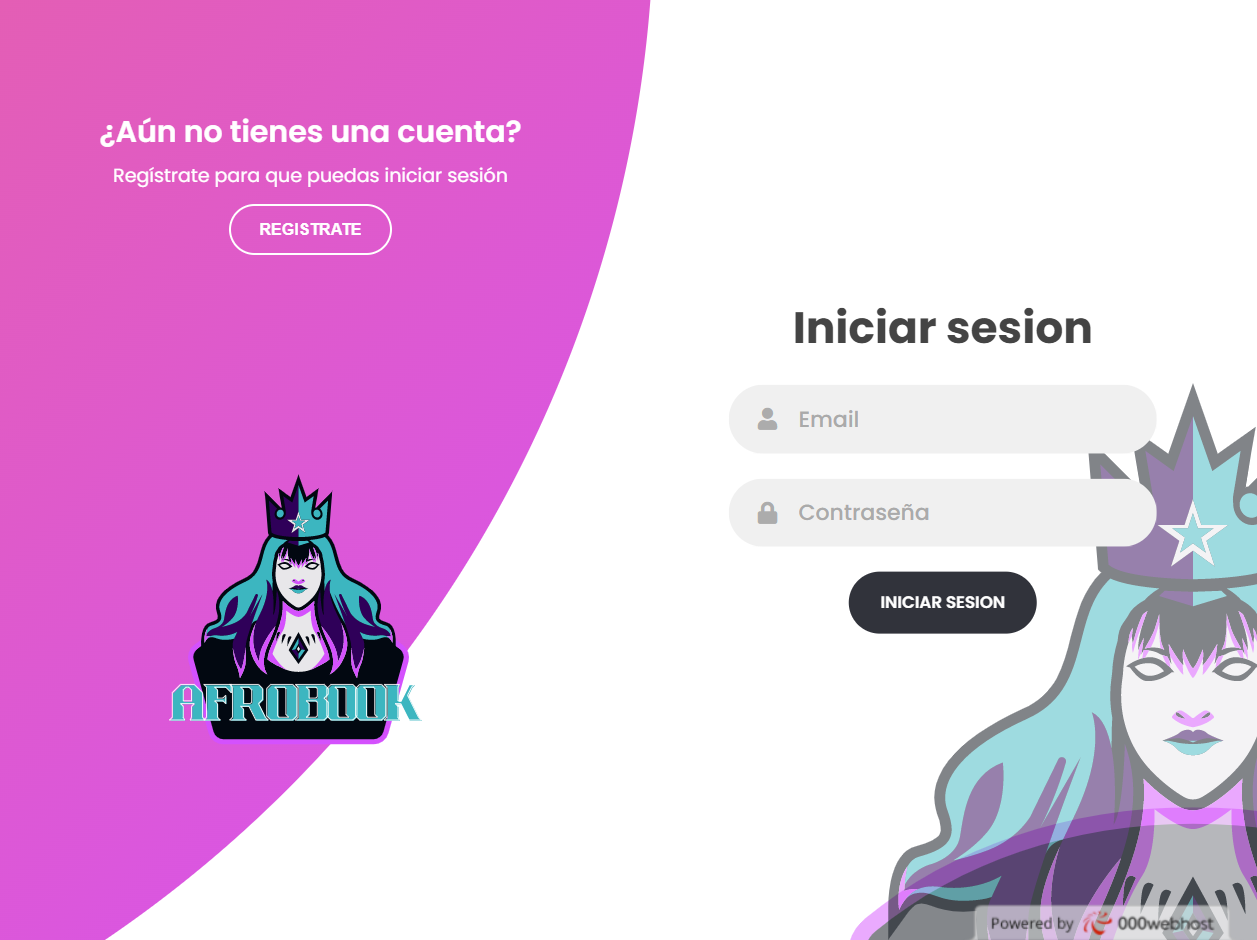 ¿Aún no tienes una cuenta?
Regístrate para que puedas iniciar sesión
REGISTRATE
AFROBOOK
Iniciar sesion
Email
Contraseña
INICIAR SESION
Powered by 000webhost